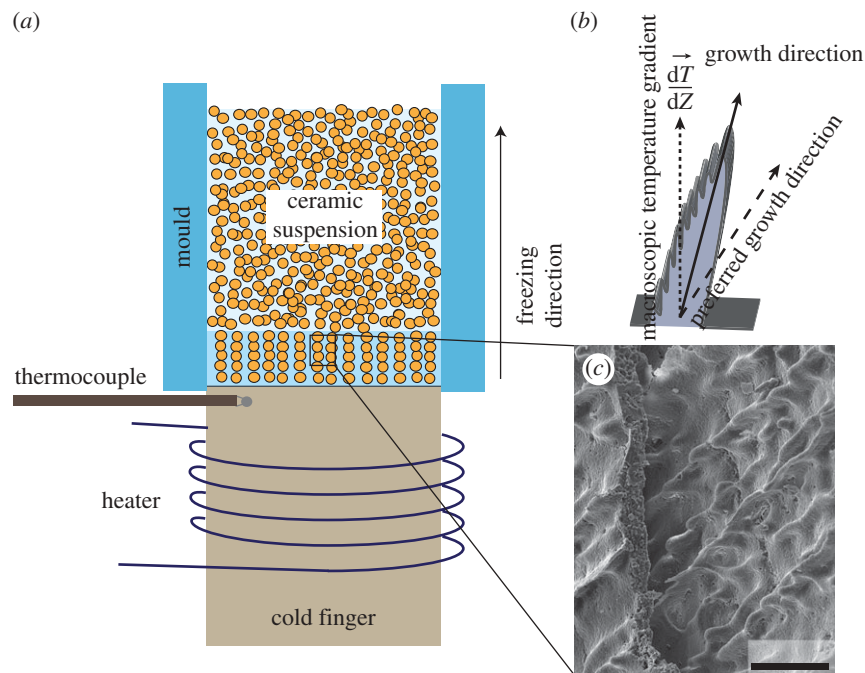 (a)
mould
ceramic
suspension
freezing
direction
thermocouple
heater
cold finger
(b)
macroscopic temperature gradient
dT
dZ
growth direction
preferred growth direction
(c)